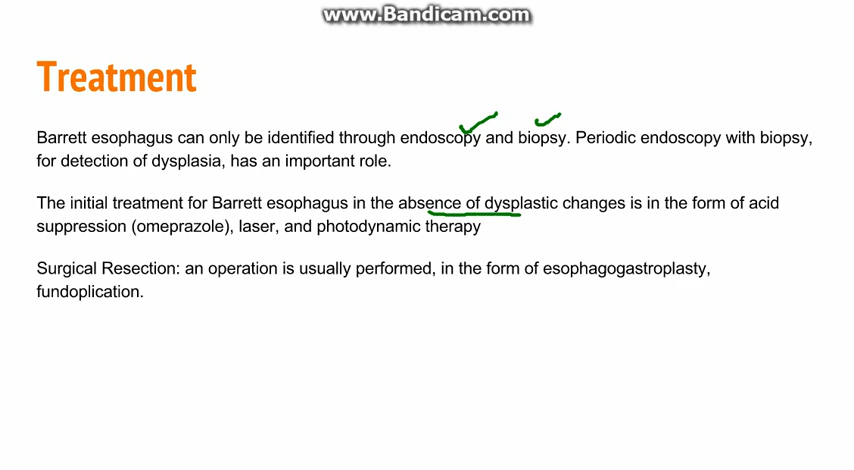 www.Bandicam.com
Treatment
Barrett esophagus can only be identified through endoscopy and biopsy. Periodic endoscopy with biopsy,
for detection of dysplasia, has an important role.
The initial treatment for Barrett esophagus in the absence of dysplastic changes is in the form of acid
suppression (omeprazole), laser, and photodynamic therapy
Surgical Resection: an operation is usually performed, in the form of esophagogastroplasty,
fundoplication.